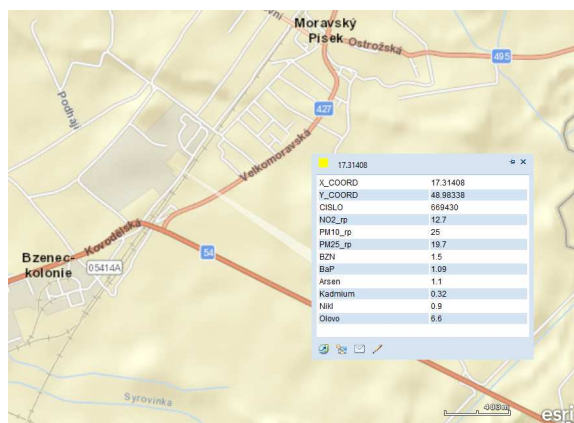 Moravský
Písek
Ostrožská
495
Podhájí
427
Velkomoravská
Kovodělská
54
Bzenec-
kolonie
05414A
Syrovinka
17.31408
X_COORD 17.31408
Y_COORD 48.98338
CISLO 669430
NO2_rp 12.7
PM10_rp 25
PM25_rp 19.7
BZN 1.5
BaP 1.09
Arsen 1.1
Kadmium 0.32
Nikl 0.9
Olovo 6.6
esri